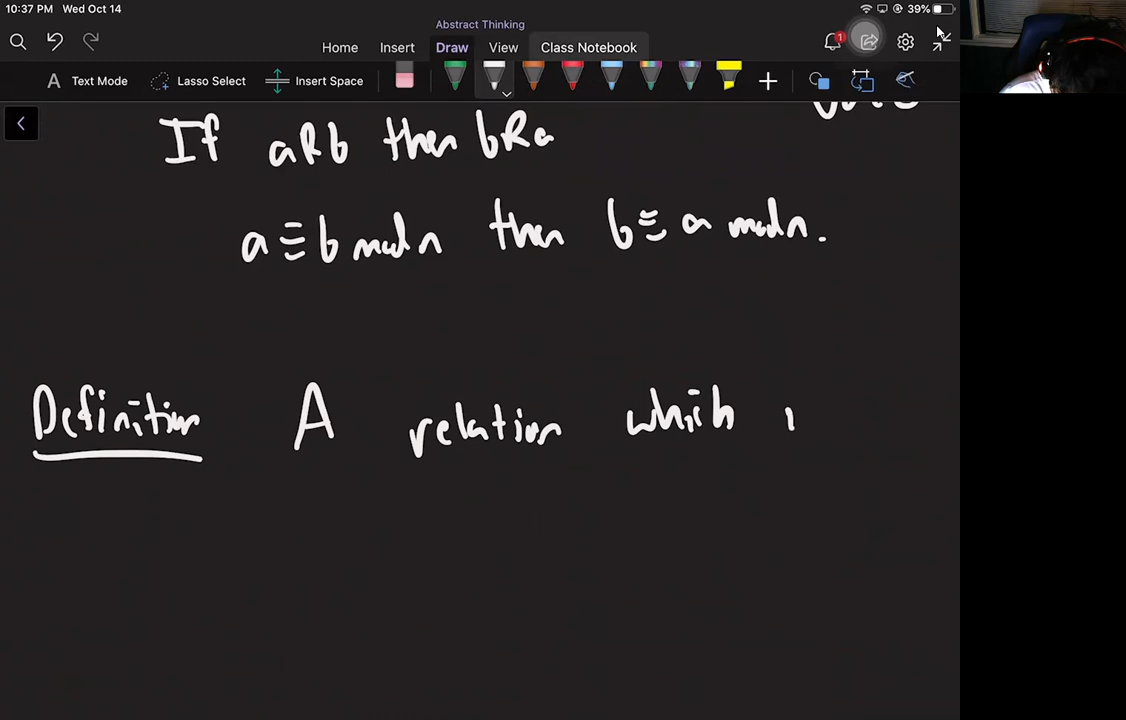 10:37 PM Wed Oct 14
39%
Abstract Thinking
Home Insert Draw View Class Notebook
1
A Text Mode Lasso Select Insert Space
If aRb then bRa
a ≡ b mod n then b ≡ a mod n.
Definition A relation which i